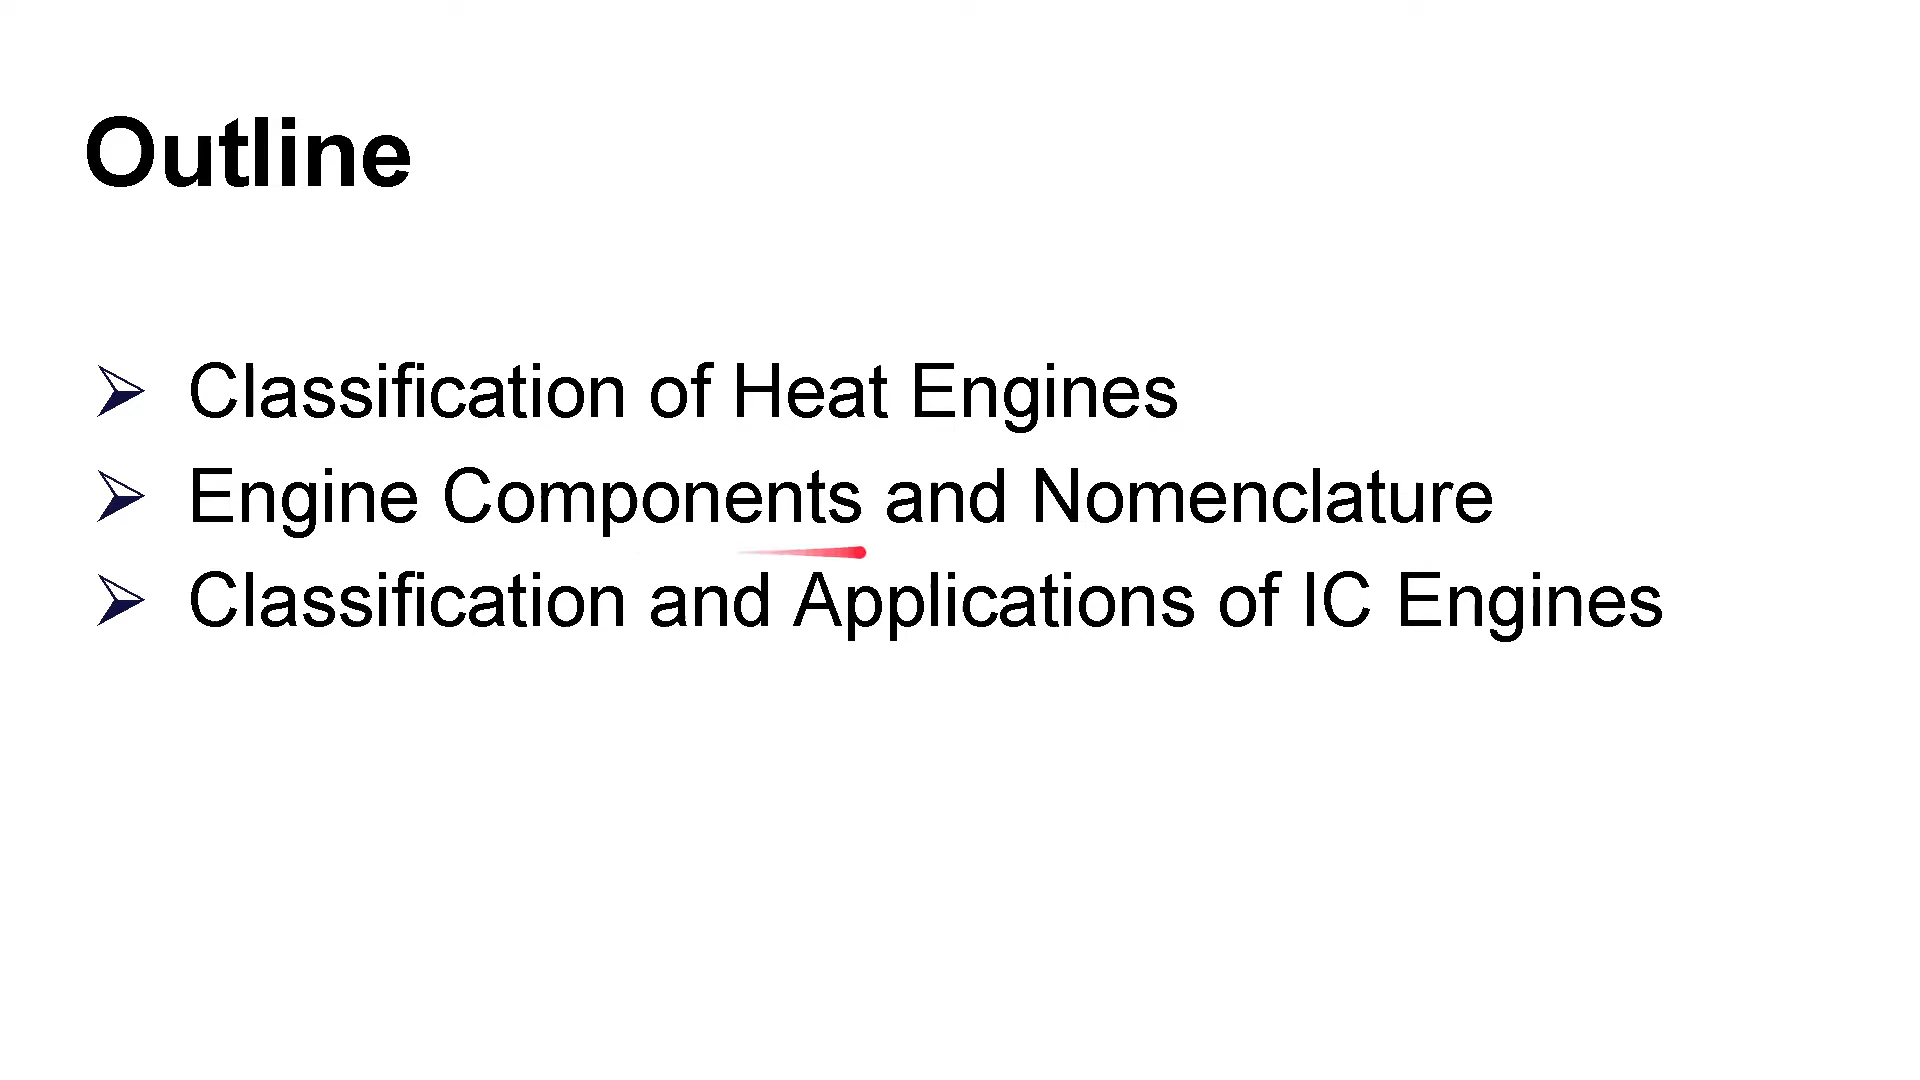 Outline
➢ Classification of Heat Engines
➢ Engine Components and Nomenclature
➢ Classification and Applications of IC Engines